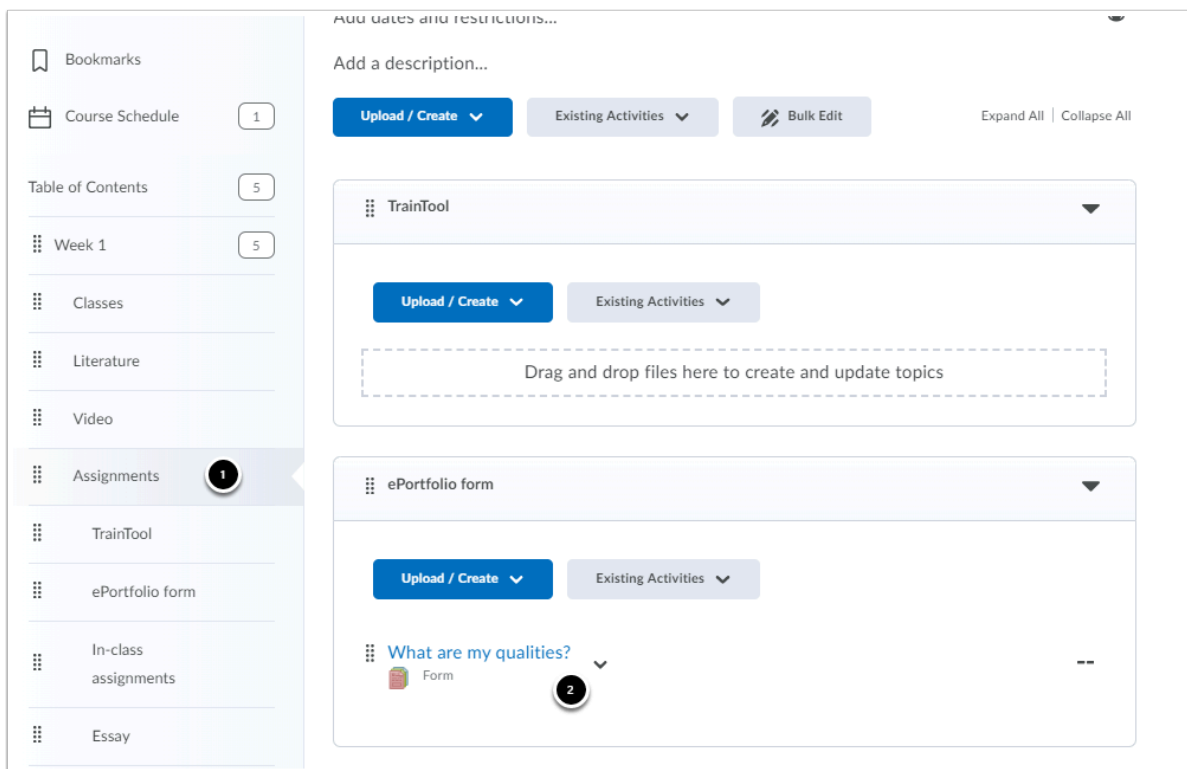 Bookmarks
Course Schedule 1
Table of Contents 5
Week 1 5
Classes
Literature
Video
Assignments 1
TrainTool
ePortfolio form
In-class
assignments
Essay
Add dates and restrictions...
Add a description...
Upload / Create Existing Activities Bulk Edit Expand All | Collapse All
TrainTool
Upload / Create Existing Activities
Drag and drop files here to create and update topics
ePortfolio form
Upload / Create Existing Activities
What are my qualities?
Form
2
--